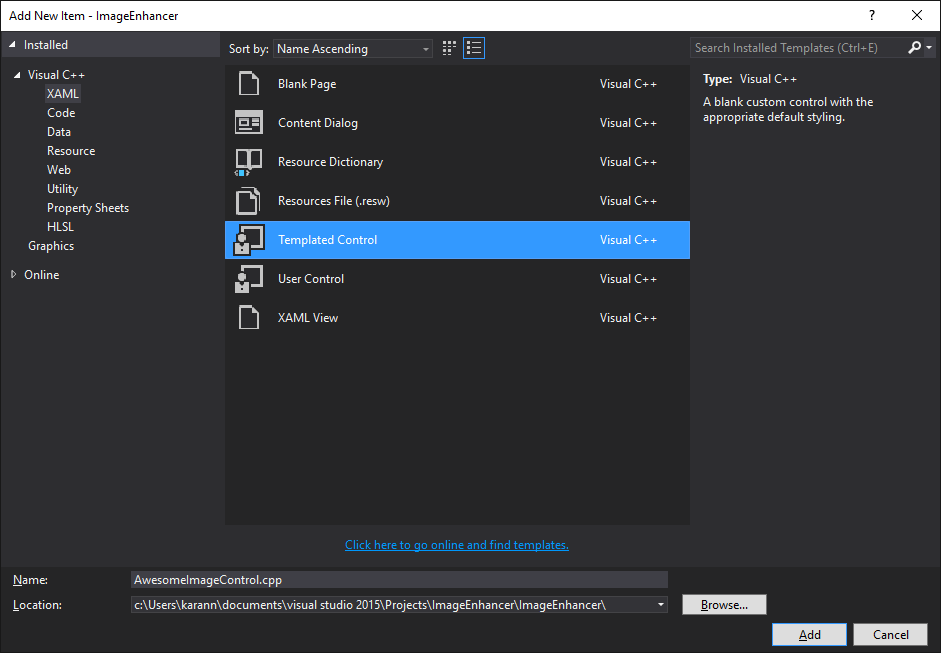 Add New Item - ImageEnhancer ?
Installed
Sort by: Name Ascending
Search Installed Templates (Ctrl+E)
Visual C++
XAML
Code
Data
Resource
Web
Utility
Property Sheets
HLSL
Graphics
Online
Blank Page Visual C++
Content Dialog Visual C++
Resource Dictionary Visual C++
Resources File (.resw) Visual C++
Templated Control Visual C++
User Control Visual C++
XAML View Visual C++
Type: Visual C++
A blank custom control with the
appropriate default styling.
Click here to go online and find templates.
Name: AwesomeImageControl.cpp
Location: c:\Users\karann\documents\visual studio 2015\Projects\ImageEnhancer\ImageEnhancer\ Browse...
Add Cancel